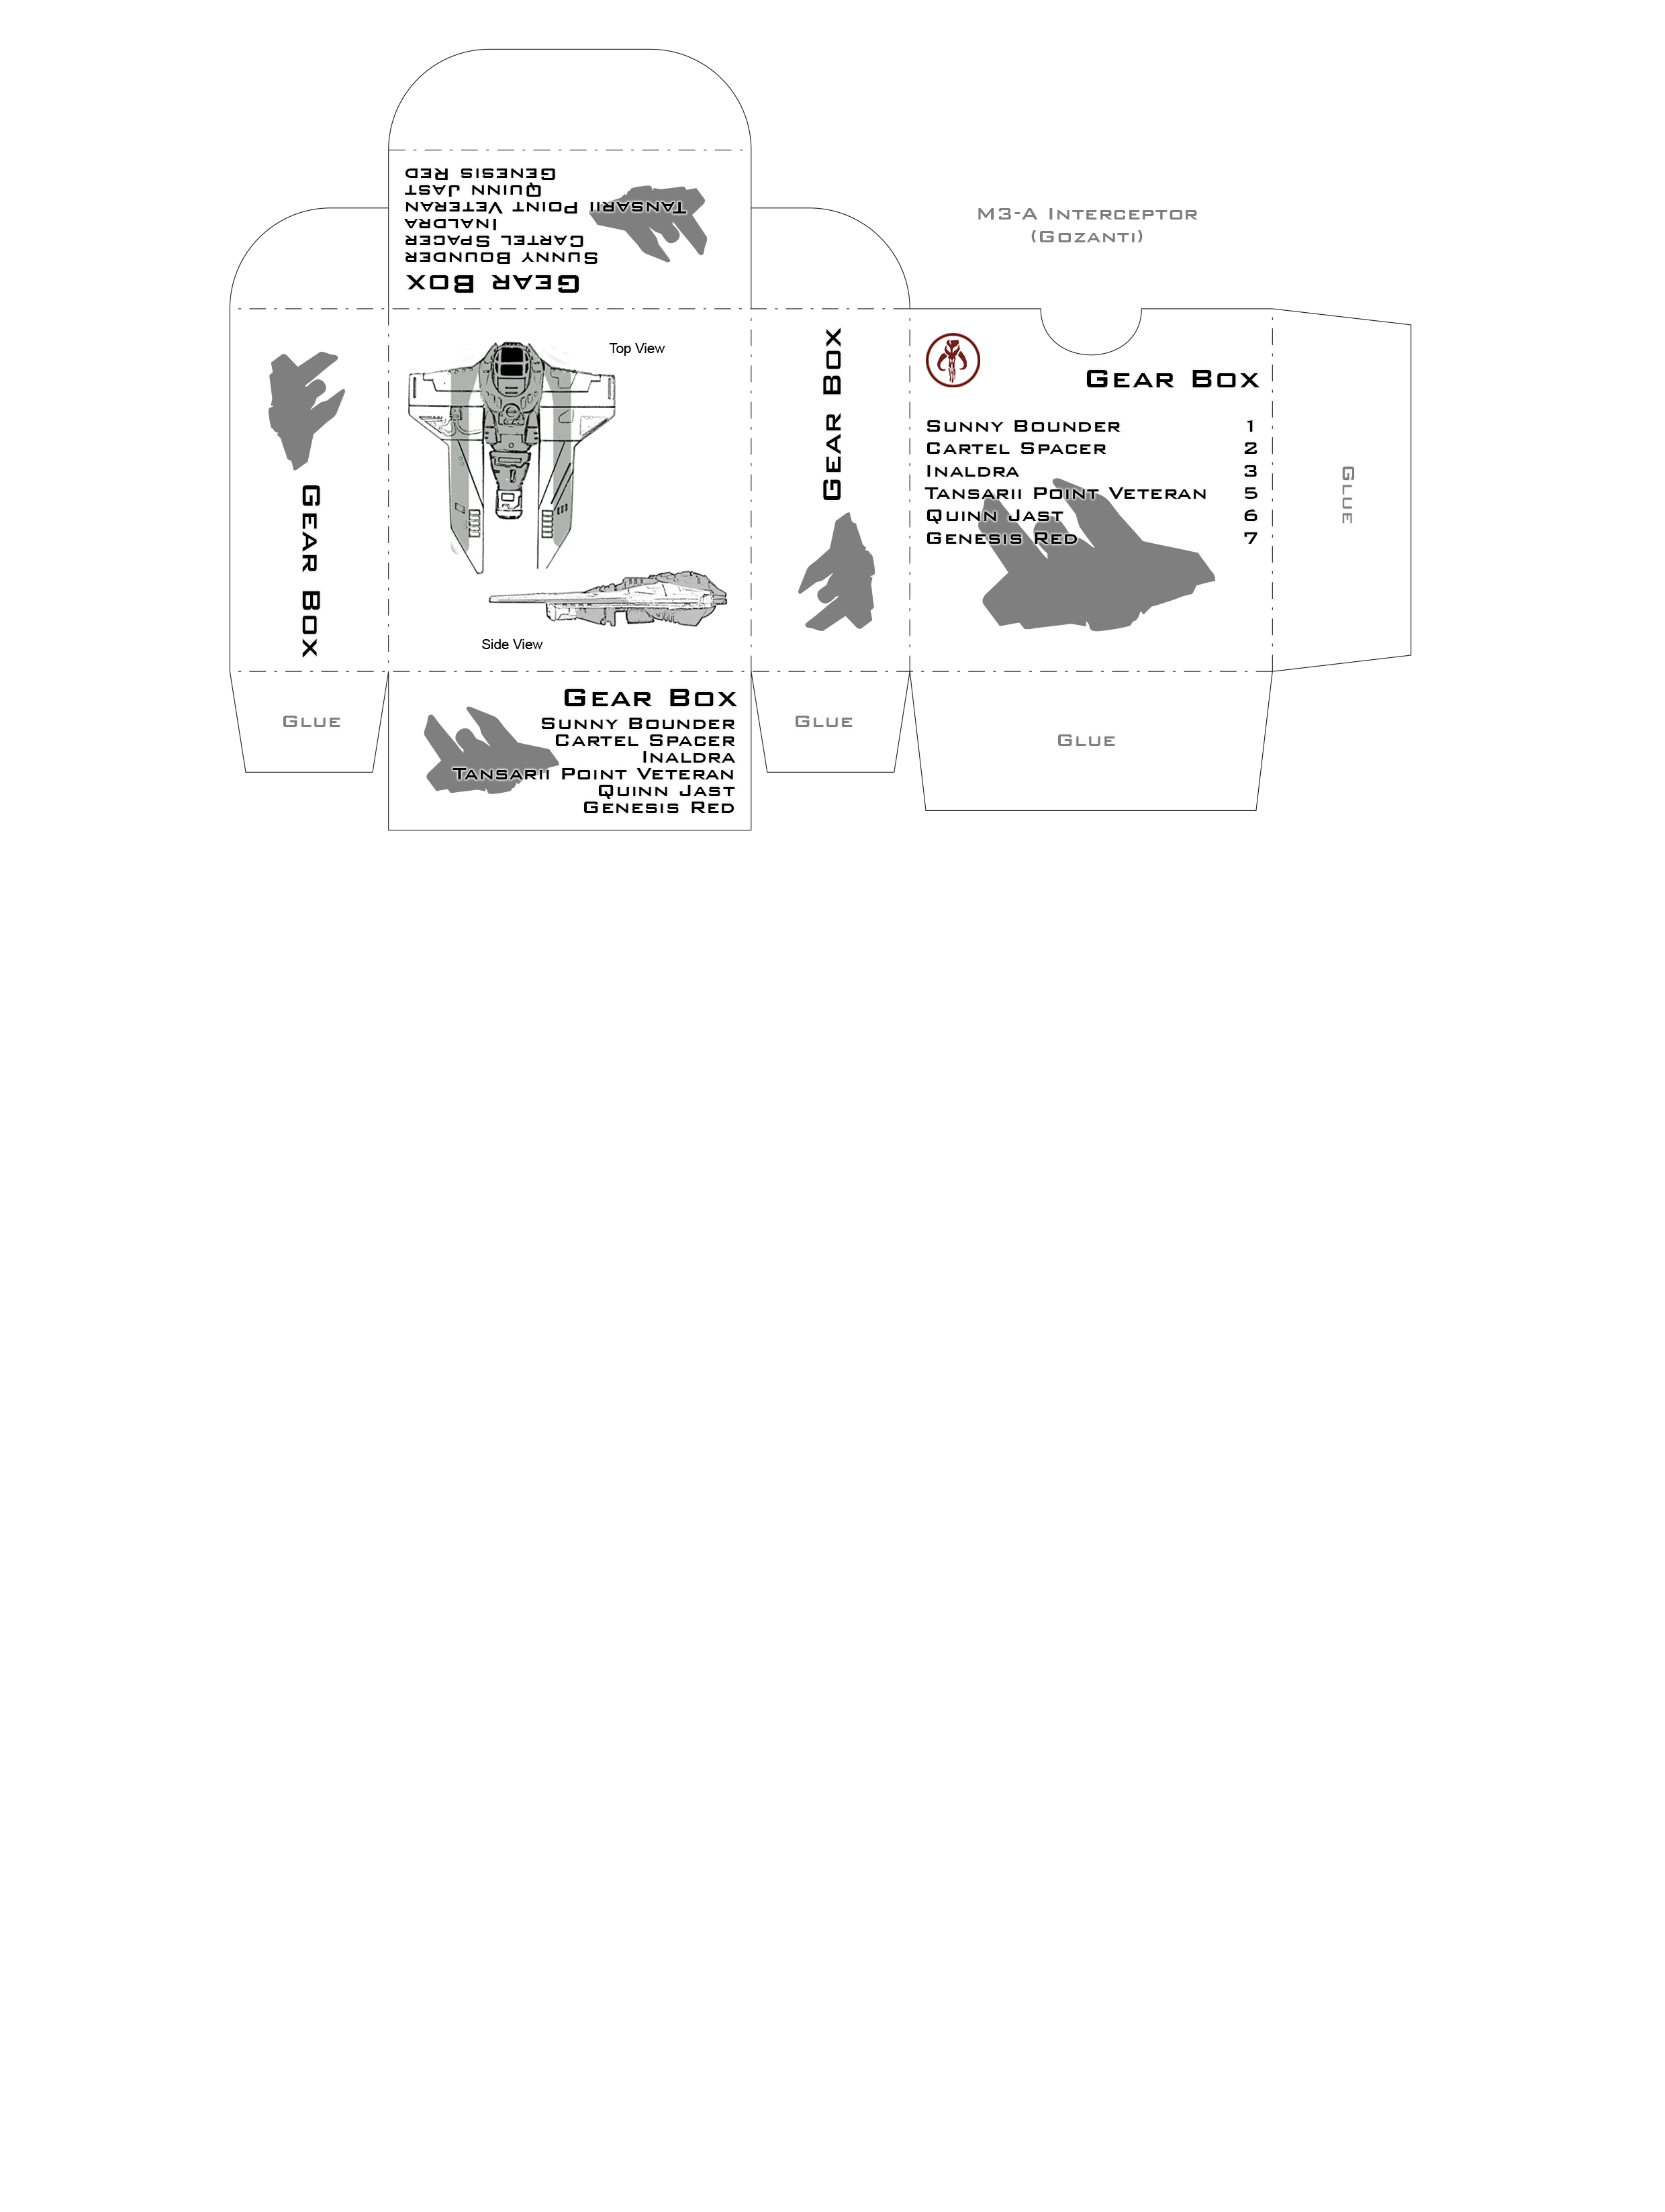 Genesis Red
Quinn Jast
Tansarii Point Veteran
Inaldra
Cartel Spacer
Sunny Bounder
Gear Box
M3-A Interceptor
(Gozanti)
Gear Box
Top View
Side View
Gear Box
Gear Box
Sunny Bounder 1
Cartel Spacer 2
Inaldra 3
Tansarii Point Veteran 5
Quinn Jast 6
Genesis Red 7
Glue
Glue
Gear Box
Sunny Bounder
Cartel Spacer
Inaldra
Tansarii Point Veteran
Quinn Jast
Genesis Red
Glue
Glue